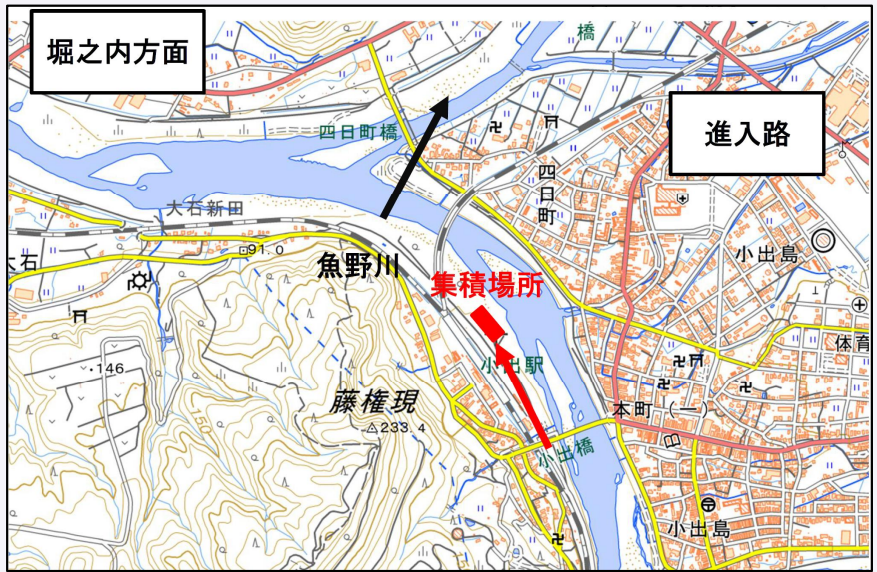 堀之内方面
橋
進入路
四日町橋
四日町
大石新田
91.0
小出島
大石
魚野川
集積場所
体育
小出駅
146
藤権現
233.4
本町(一)
小出橋
小出島
150